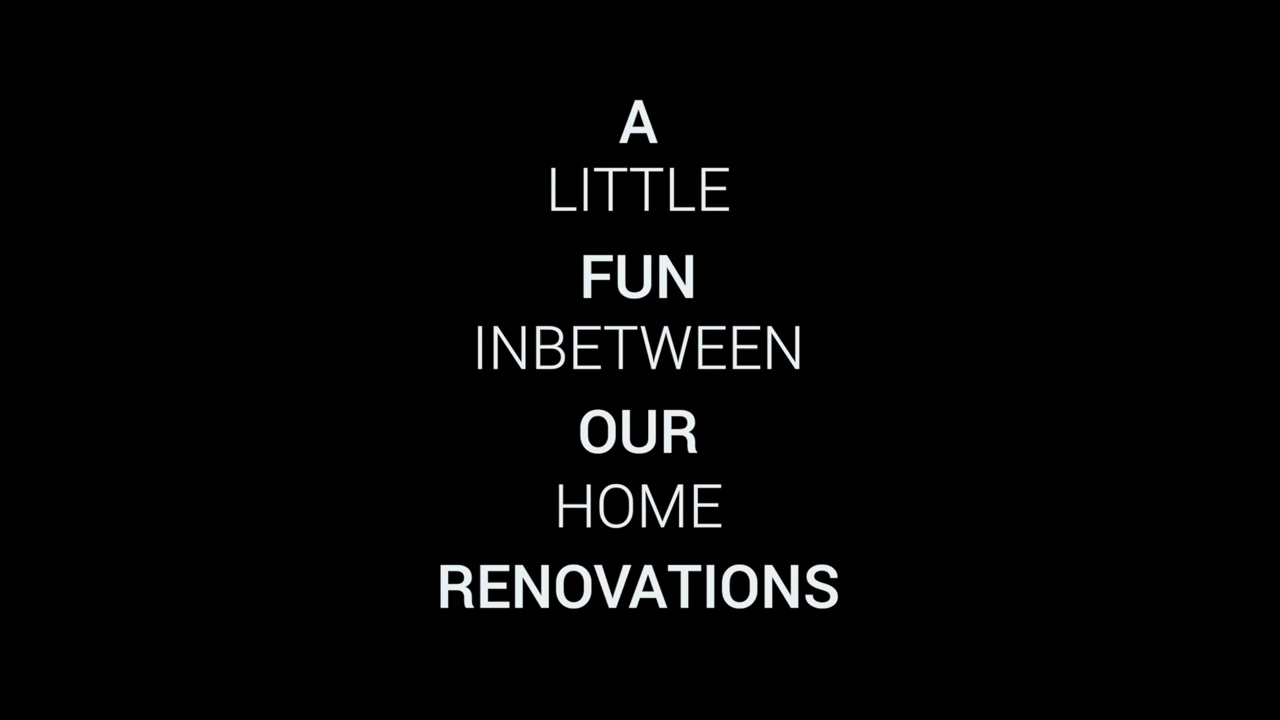 A
LITTLE
FUN
INBETWEEN
OUR
HOME
RENOVATIONS